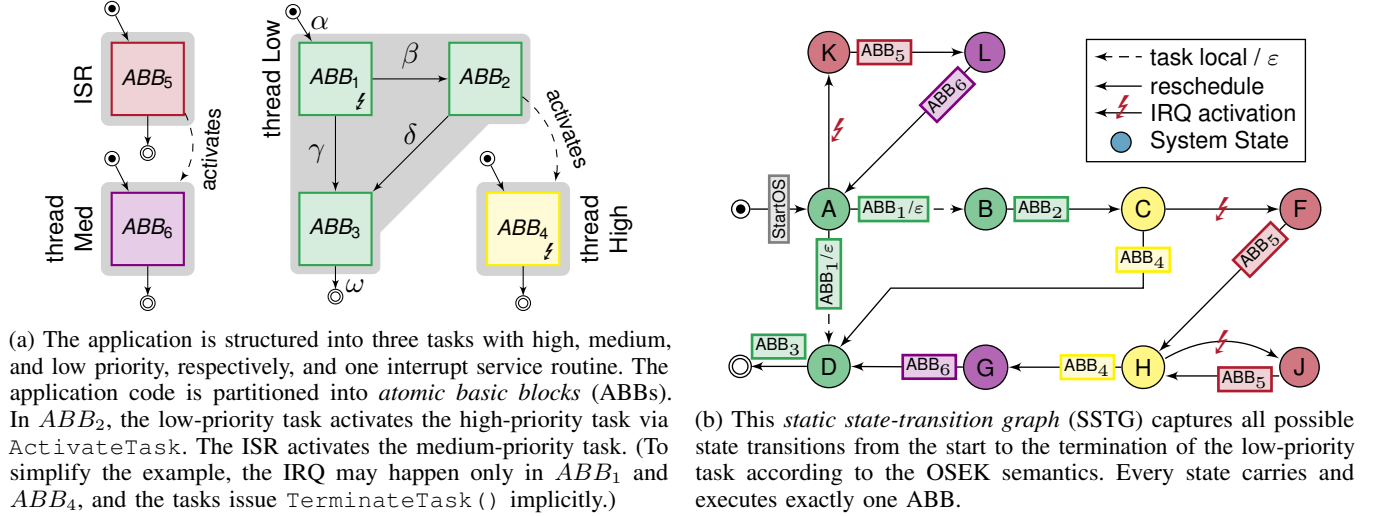 ISR
ABB5
activates
thread
Med
ABB6
thread Low
α
ABB1
β
ABB2
γ
δ
activates
ABB3
ω
ABB4
thread
High
(a) The application is structured into three tasks with high, medium,
and low priority, respectively, and one interrupt service routine. The
application code is partitioned into atomic basic blocks (ABBs).
In ABB2, the low-priority task activates the high-priority task via
ActivateTask. The ISR activates the medium-priority task. (To
simplify the example, the IRQ may happen only in ABB1 and
ABB4, and the tasks issue TerminateTask() implicitly.)
K
ABB5
L
ABB6
task local / ε
reschedule
IRQ activation
System State
StartOS
A
ABB1/ε
B
ABB2
C
F
ABB1/ε
ABB4
ABB5
ABB3
D
ABB6
G
ABB4
H
ABB5
J
(b) This static state-transition graph (SSTG) captures all possible
state transitions from the start to the termination of the low-priority
task according to the OSEK semantics. Every state carries and
executes exactly one ABB.